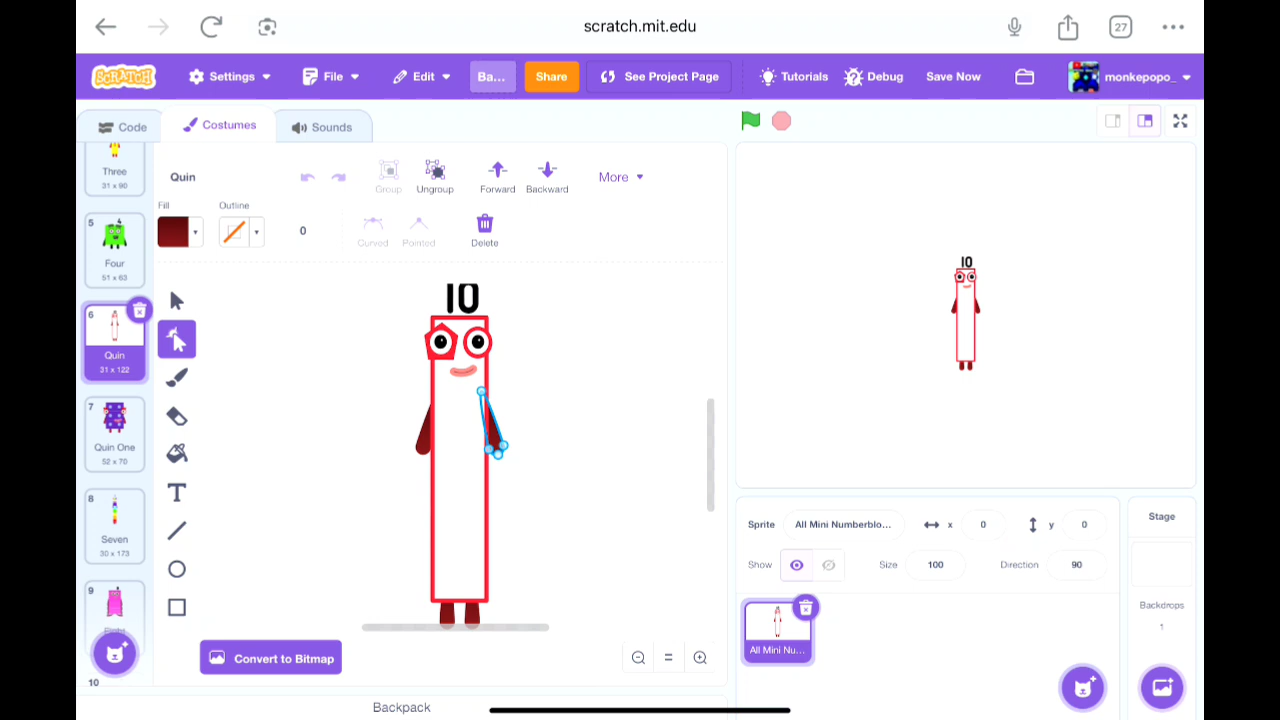 scratch.mit.edu
27
SCRATCH
Settings
File
Edit
Ba...
Share
See Project Page
Tutorials
Debug
Save Now
monkepopo_
Code
Costumes
Sounds
Three
31 x 90
5
4
Four
51 x 63
6
Quin
31 x 122
7
Quin One
52 x 70
8
Seven
30 x 173
9
10
Quin
Group
Ungroup
Forward
Backward
More
Fill
Outline
0
Curved
Pointed
Delete
10
T
Convert to Bitmap
=
Backpack
10
Sprite
All Mini Numberblo...
x
0
y
0
Show
Size
100
Direction
90
All Mini Nu...
Stage
Backdrops
1